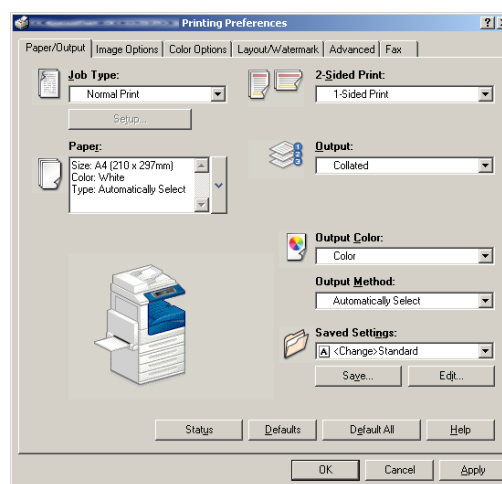 Printing Preferences
Paper/Output
Image Options
Color Options
Layout/Watermark
Advanced
Fax
Job Type:
Normal Print
Setup...
2-Sided Print:
1-Sided Print
Paper:
Size: A4 (210 x 297mm)
Color: White
Type: Automatically Select
Output:
Collated
Output Color:
Color
Output Method:
Automatically Select
Saved Settings:
A <Change>Standard
Save...
Edit...
Status
Defaults
Default All
Help
OK
Cancel
Apply